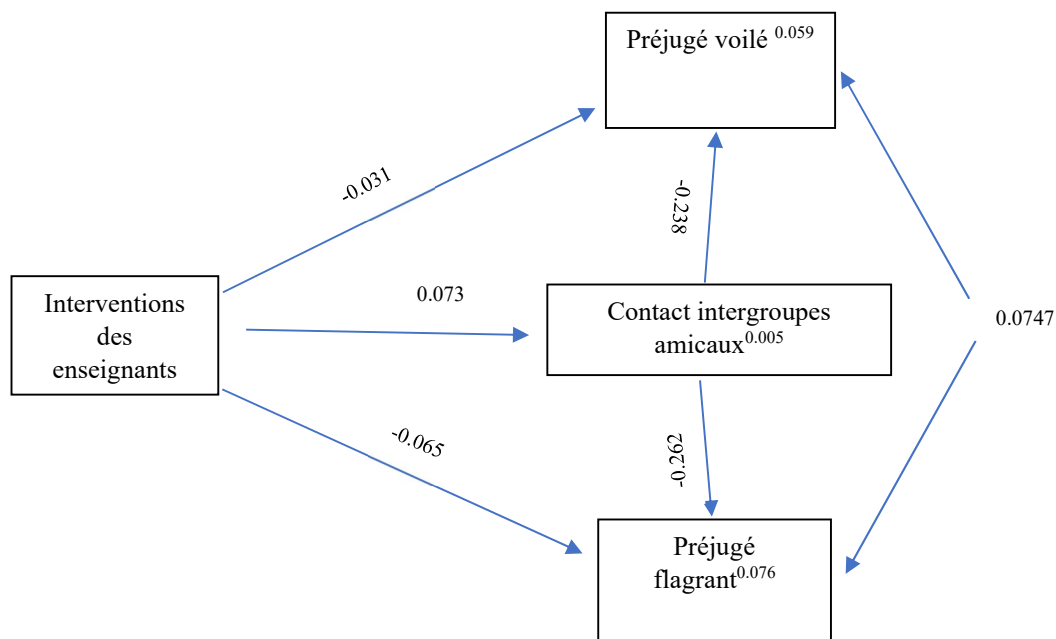 Préjugé voilé 0.059
-0.031
-0.238
Interventions
des
enseignants
0.073
Contact intergroupes
amicaux0.005
0.0747
-0.065
-0.262
Préjugé
flagrant0.076